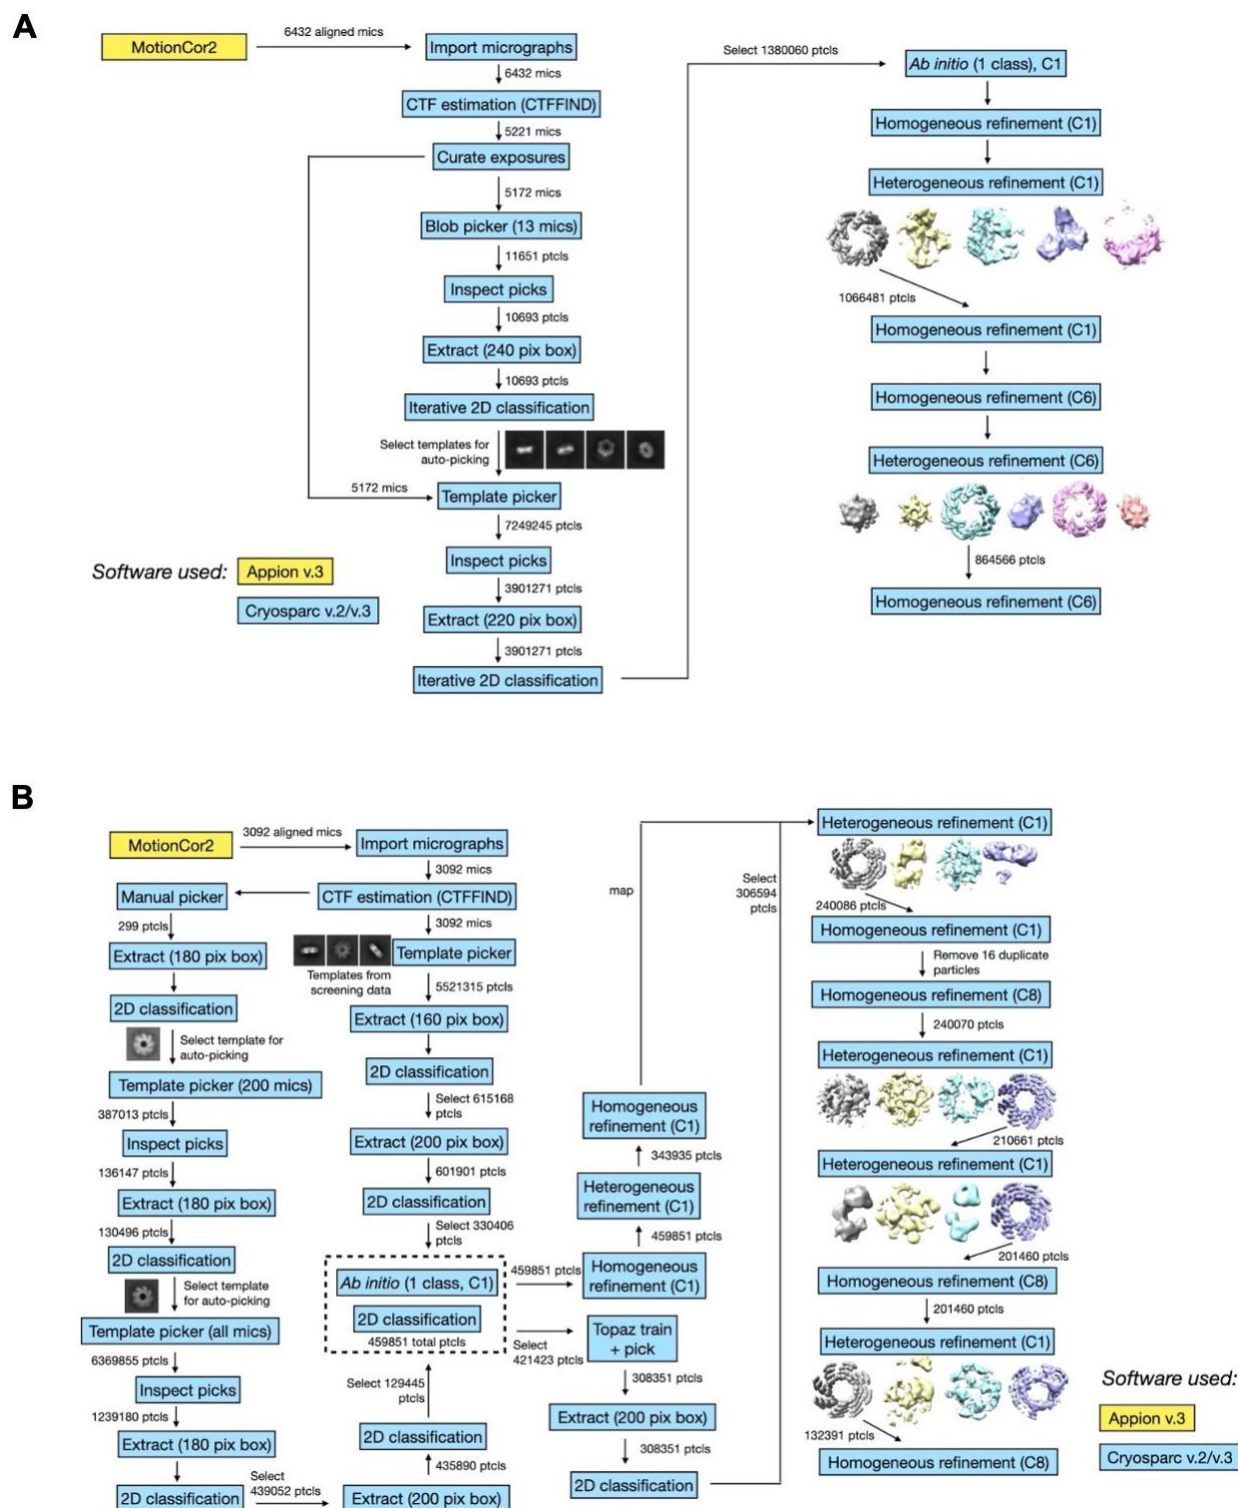 A
MotionCor2
6432 aligned mics
Import micrographs
6432 mics
CTF estimation (CTFFIND)
5221 mics
Curate exposures
5172 mics
Blob picker (13 mics)
11651 ptcls
Inspect picks
10693 ptcls
Extract (240 pix box)
10693 ptcls
Iterative 2D classification
Select templates for
auto-picking
5172 mics
Template picker
7249245 ptcls
Inspect picks
3901271 ptcls
Extract (220 pix box)
3901271 ptcls
Iterative 2D classification
Software used:
Appion v.3
Cryosparc v.2/v.3
Select 1380060 ptcls
Ab initio (1 class), C1
Homogeneous refinement (C1)
Heterogeneous refinement (C1)
1066481 ptcls
Homogeneous refinement (C1)
Homogeneous refinement (C6)
Heterogeneous refinement (C6)
864566 ptcls
Homogeneous refinement (C6)
B
MotionCor2
3092 aligned mics
Import micrographs
3092 mics
CTF estimation (CTFFIND)
Manual picker
299 ptcls
Extract (180 pix box)
2D classification
Select template for
auto-picking
Template picker (200 mics)
387013 ptcls
Inspect picks
136147 ptcls
Extract (180 pix box)
130496 ptcls
2D classification
Select template
for auto-picking
Template picker (all mics)
6369855 ptcls
Inspect picks
1239180 ptcls
Extract (180 pix box)
2D classification
Select
439052 ptcls
Extract (200 pix box)
435890 ptcls
2D classification
Select 129445
ptcls
3092 mics
Template picker
Templates from
screening data
5521315 ptcls
Extract (160 pix box)
2D classification
Select 615168
ptcls
Extract (200 pix box)
601901 ptcls
2D classification
Select 330406
ptcls
Ab initio (1 class, C1)
2D classification
459851 total ptcls
459851 ptcls
Homogeneous
refinement (C1)
459851 ptcls
Heterogeneous
refinement (C1)
343935 ptcls
Homogeneous
refinement (C1)
map
Select
421423 ptcls
Topaz train
+ pick
308351 ptcls
Extract (200 pix box)
308351 ptcls
2D classification
Select
306594
ptcls
Heterogeneous refinement (C1)
240086 ptcls
Homogeneous refinement (C1)
Remove 16 duplicate
particles
Homogeneous refinement (C8)
240070 ptcls
Heterogeneous refinement (C1)
210661 ptcls
Heterogeneous refinement (C1)
201460 ptcls
Homogeneous refinement (C8)
201460 ptcls
Heterogeneous refinement (C1)
132391 ptcls
Homogeneous refinement (C8)
Software used:
Appion v.3
Cryosparc v.2/v.3